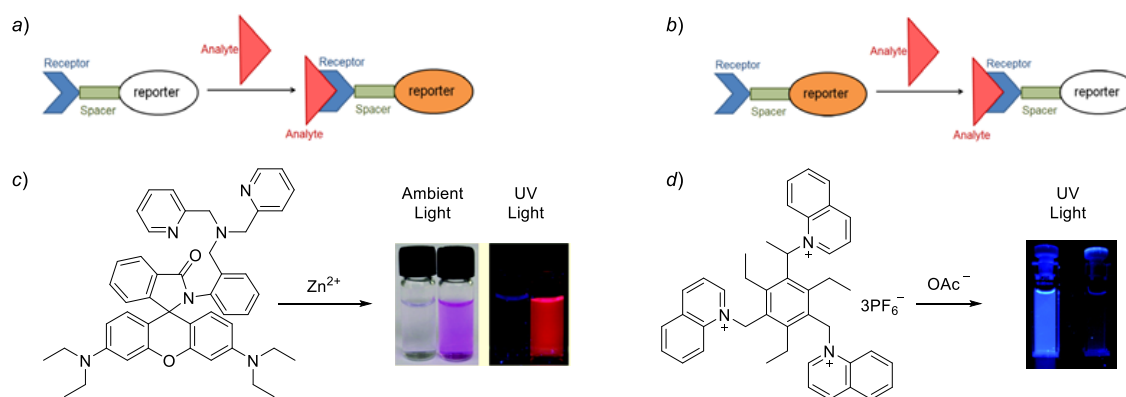 a)
Analyte
Receptor
reporter
Spacer
Receptor
reporter
Spacer
Analyte
b)
Analyte
Receptor
reporter
Spacer
Receptor
reporter
Spacer
Analyte
c)
N
N
N
O
N
N
O
N
Zn2+
Ambient
Light
UV
Light
d)
N
+
N
+
N
+
3PF6−
OAc−
UV
Light